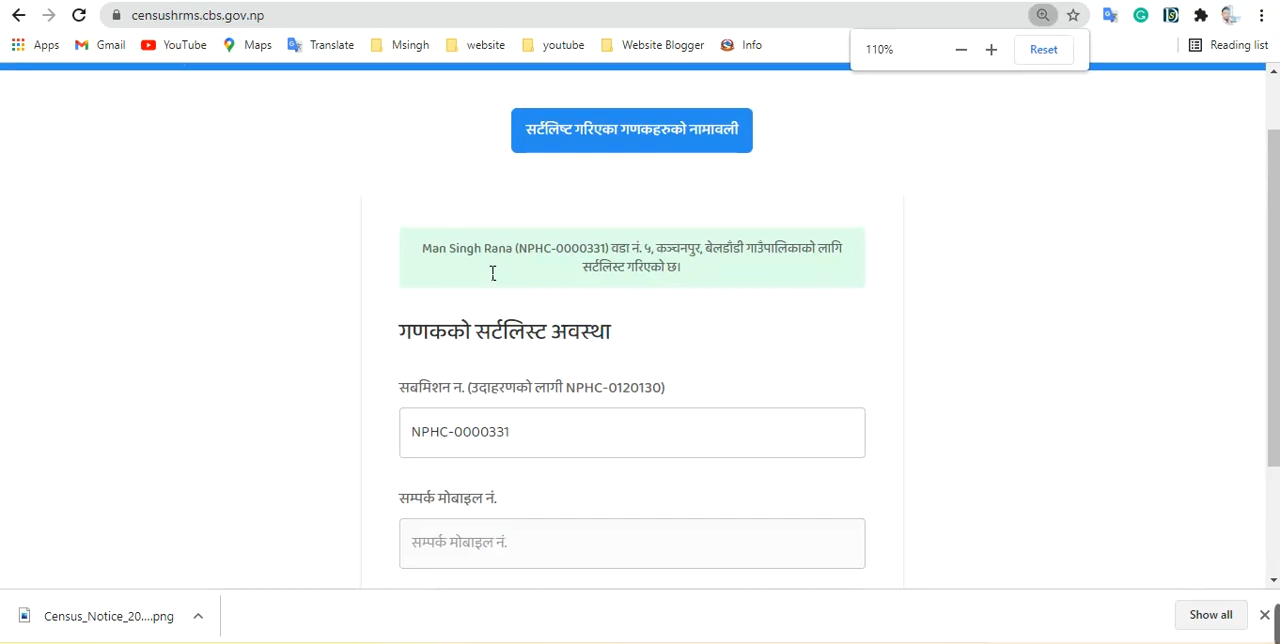 censushrms.cbs.gov.np
Apps Gmail YouTube Maps Translate Msingh website youtube Website Blogger Info Reading list
110% Reset
सर्टलिष्ट गरिएका गणकहरुको नामावली
Man Singh Rana (NPHC-0000331) वडा नं. ५, कञ्चनपुर, बेलडाँडी गाउँपालिकाको लागि
सर्टलिस्ट गरिएको छ।
गणकको सर्टलिस्ट अवस्था
सबमिशन न. (उदाहरणको लागी NPHC-0120130)
NPHC-0000331
सम्पर्क मोबाइल नं.
सम्पर्क मोबाइल नं.
Census_Notice_20....png Show all